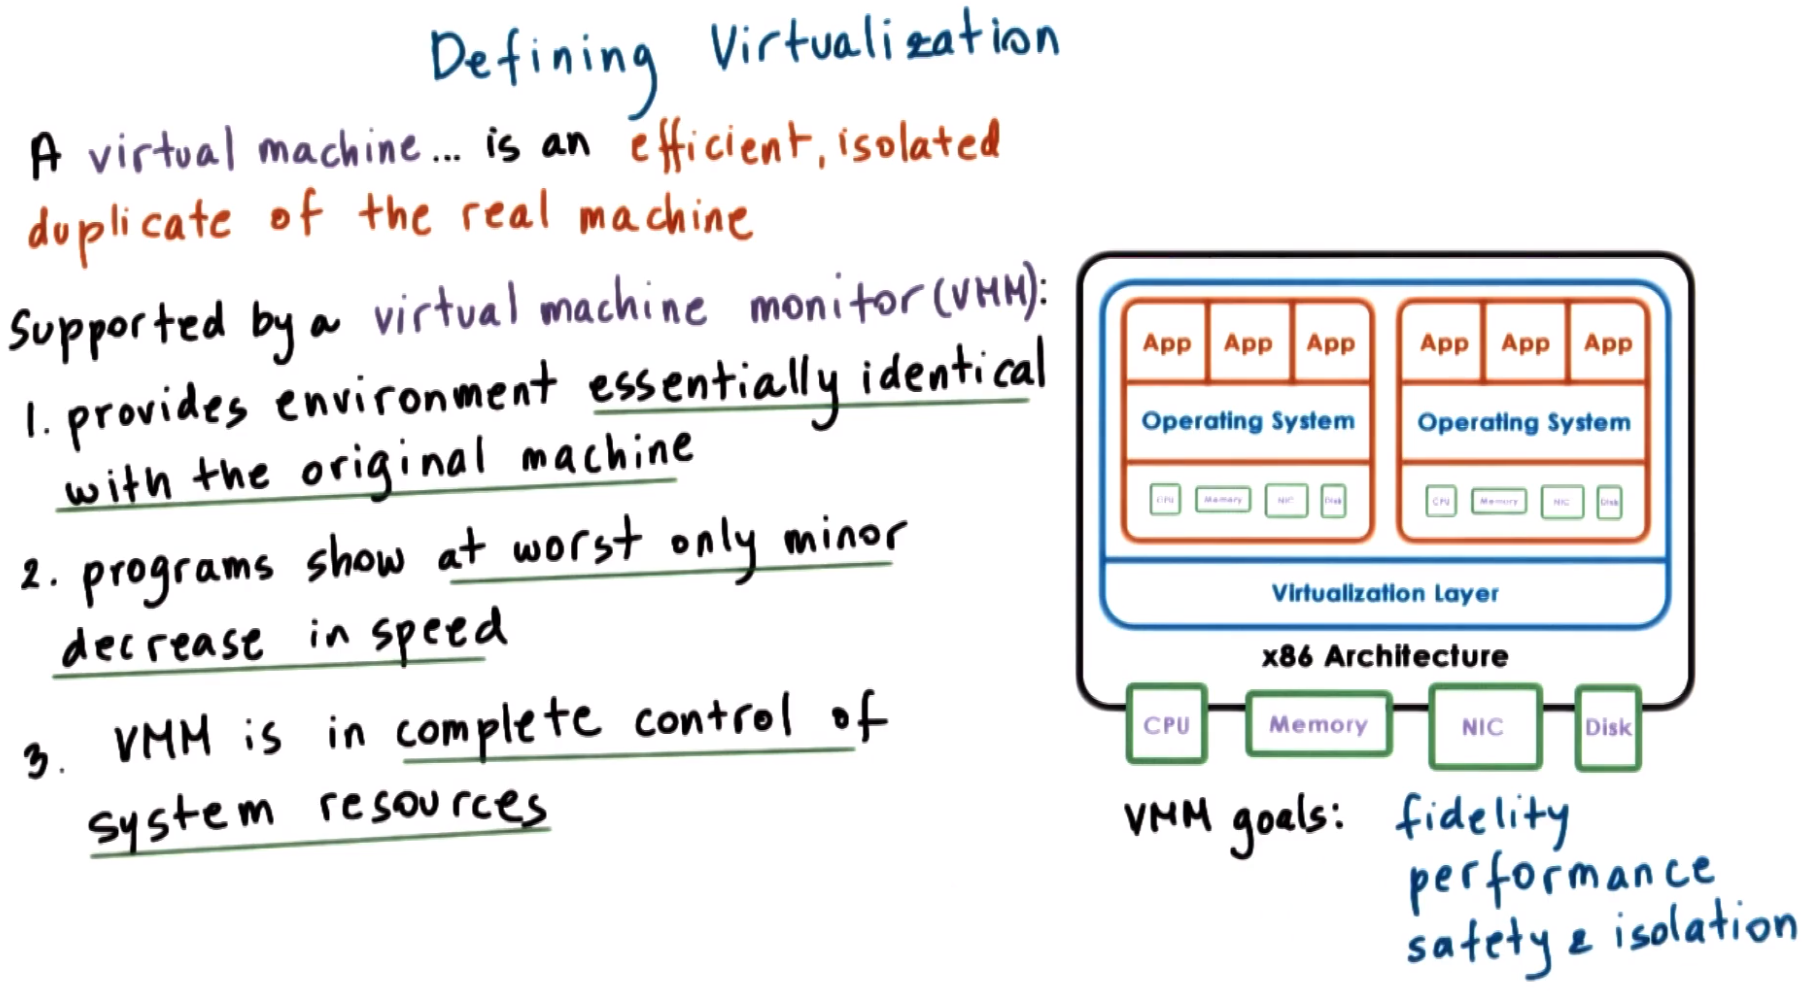 Defining Virtualization
A virtual machine... is an efficient, isolated
duplicate of the real machine
Supported by a virtual machine monitor (VMM):
1. provides environment essentially identical
with the original machine
2. programs show at worst only minor
decrease in speed
3. VMM is in complete control of
system resources
App App App App App App
Operating System Operating System
CPU Memory NIC Disk CPU Memory NIC Disk
Virtualization Layer
x86 Architecture
CPU Memory NIC Disk
VMM goals: fidelity
performance
safety & isolation